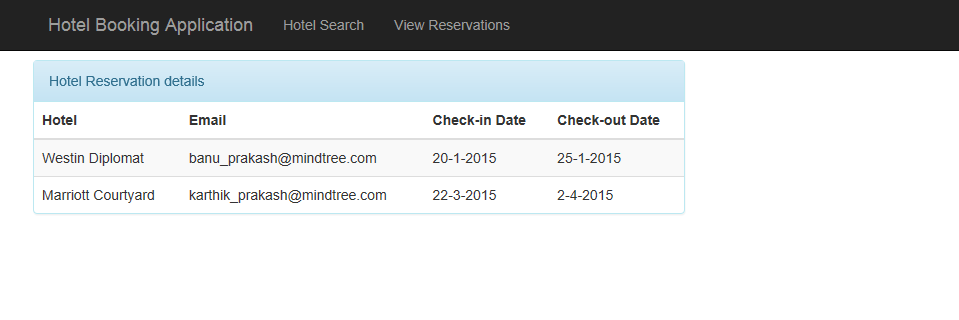 Hotel Booking Application Hotel Search View Reservations
Hotel Reservation details
Hotel Email Check-in Date Check-out Date
Westin Diplomat banu_prakash@mindtree.com 20-1-2015 25-1-2015
Marriott Courtyard karthik_prakash@mindtree.com 22-3-2015 2-4-2015